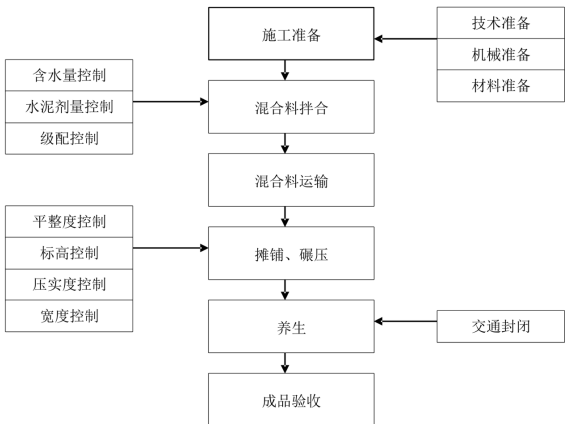 施工准备
技术准备
机械准备
材料准备
含水量控制
水泥剂量控制
级配控制
混合料拌合
混合料运输
平整度控制
标高控制
压实度控制
宽度控制
摊铺、碾压
养生
交通封闭
成品验收